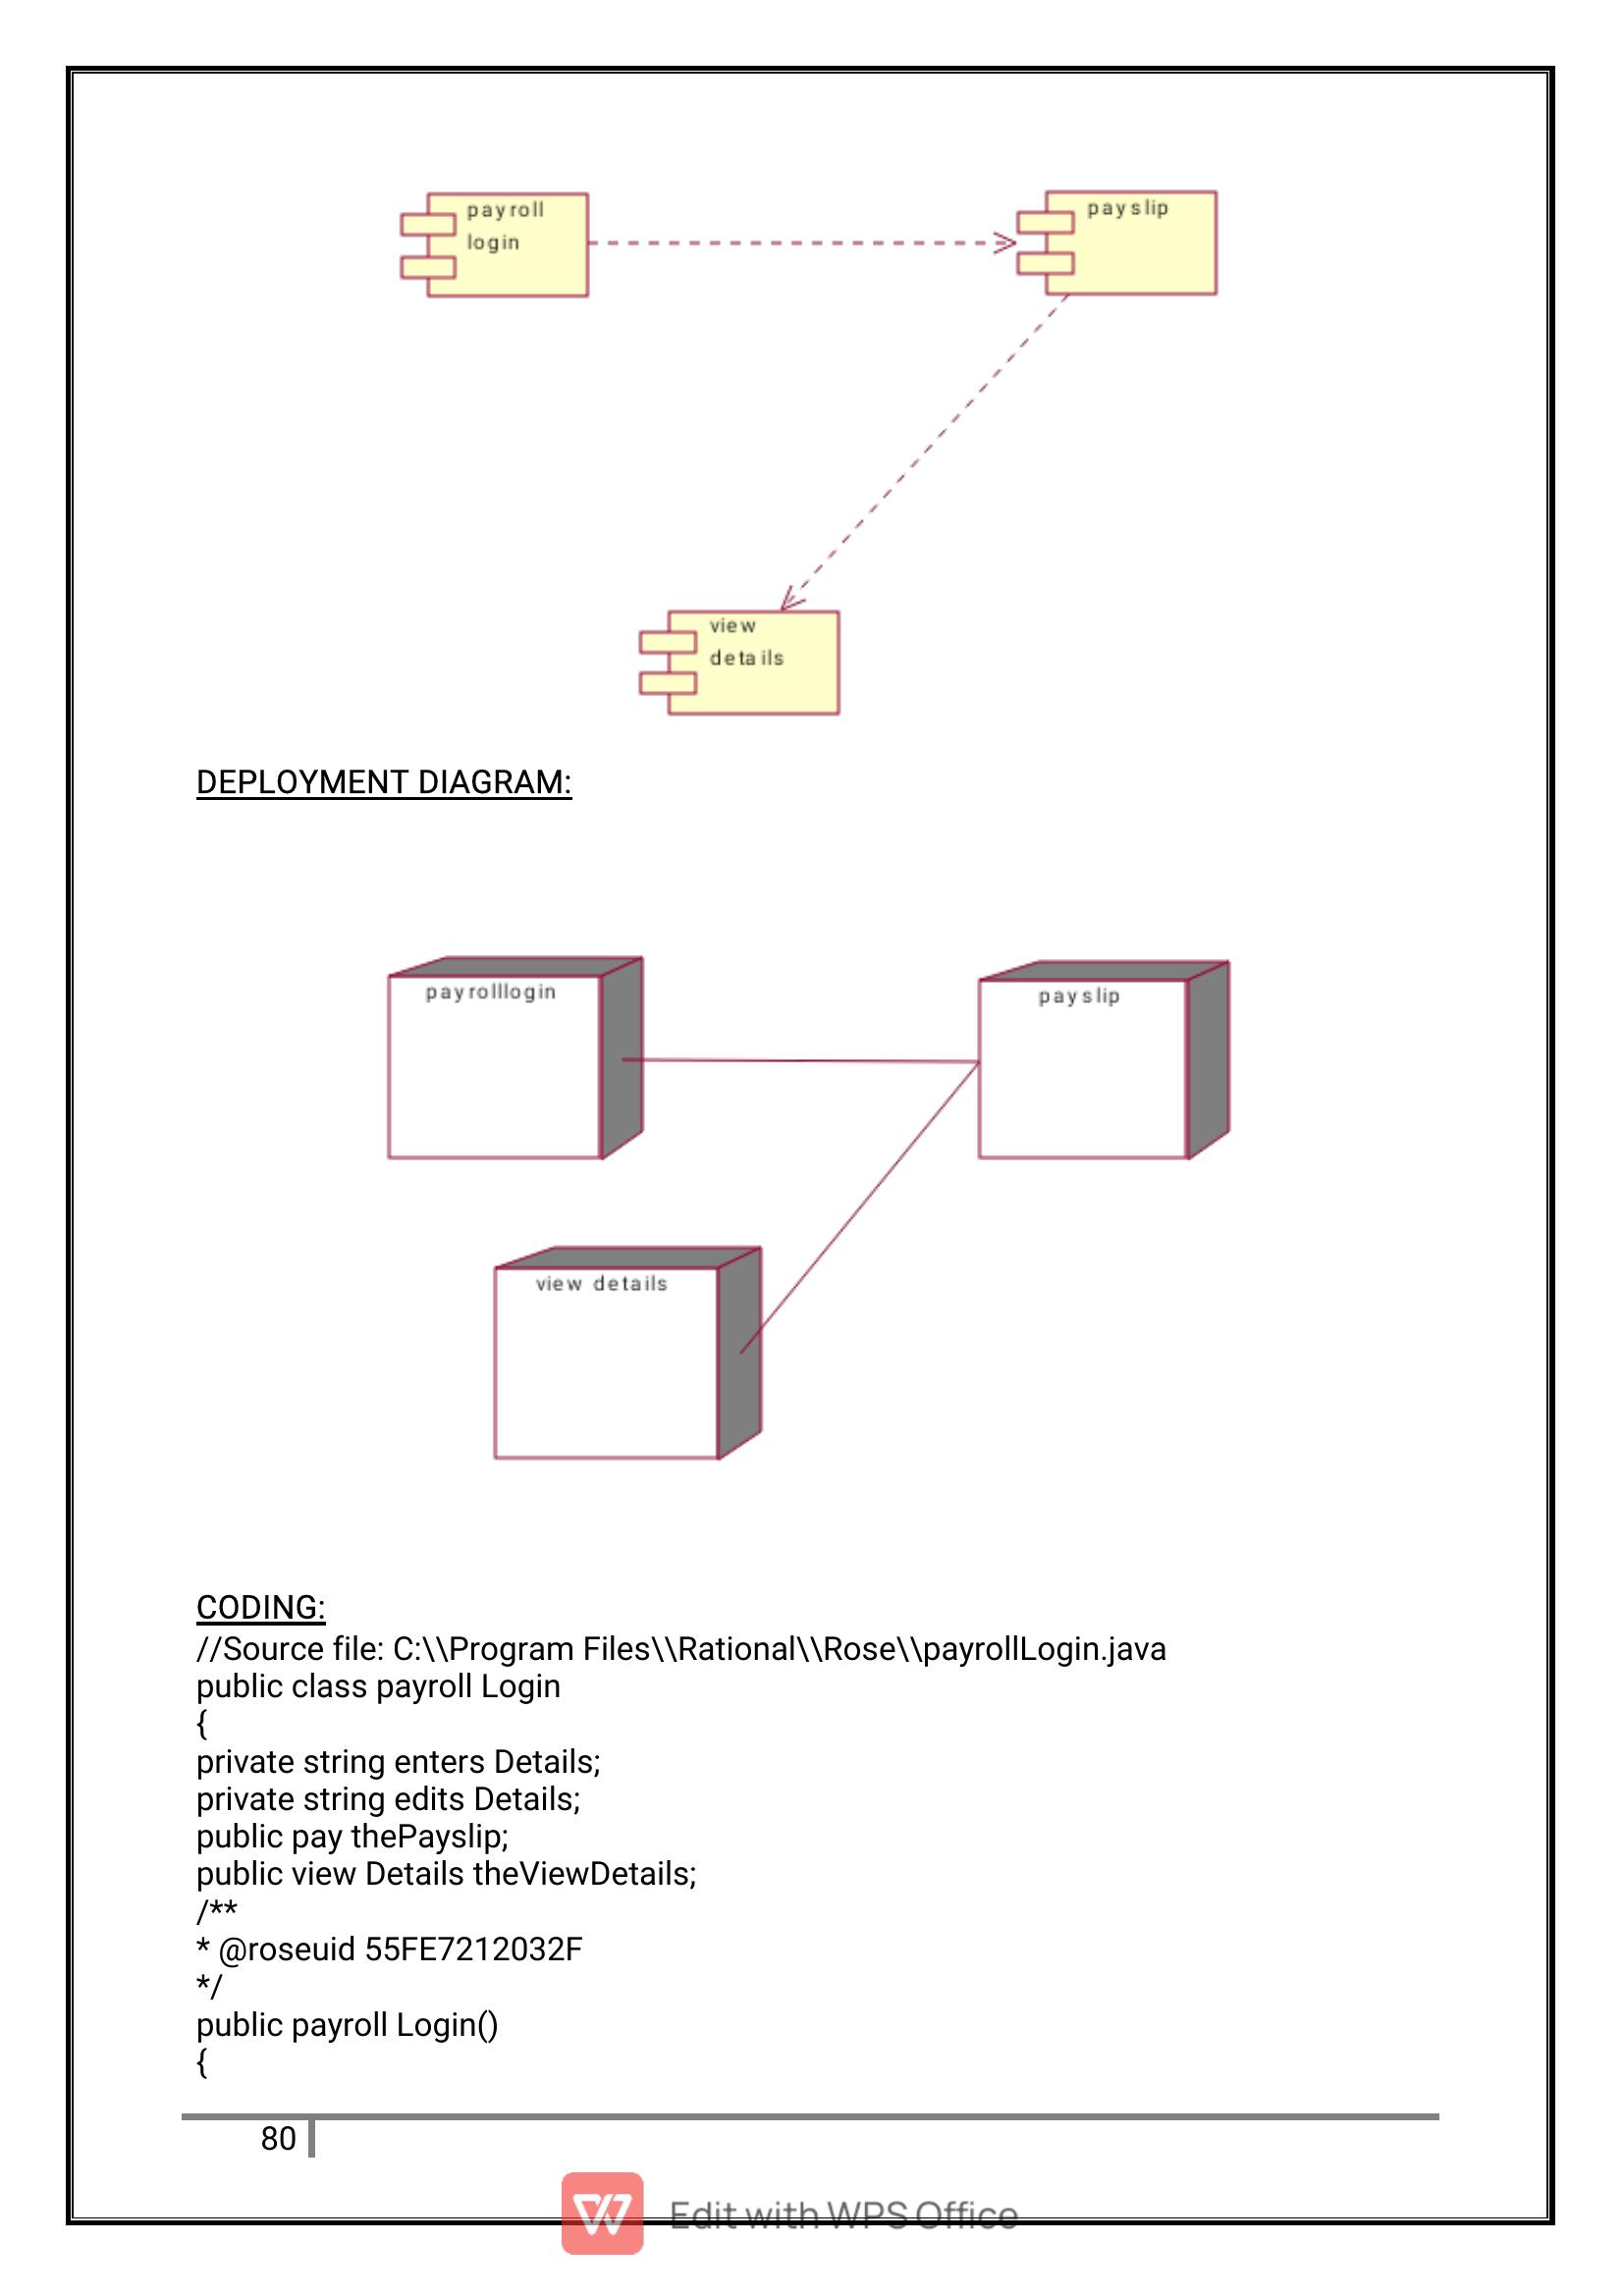 payroll
login
payslip
view
details
DEPLOYMENT DIAGRAM:
payrolllogin
payslip
view details
CODING:
//Source file: C:\\Program Files\\Rational\\Rose\\payrollLogin.java
public class payroll Login
{
private string enters Details;
private string edits Details;
public pay thePayslip;
public view Details theViewDetails;
/**
* @roseuid 55FE7212032F
*/
public payroll Login()
{
80
Edit with WPS Office